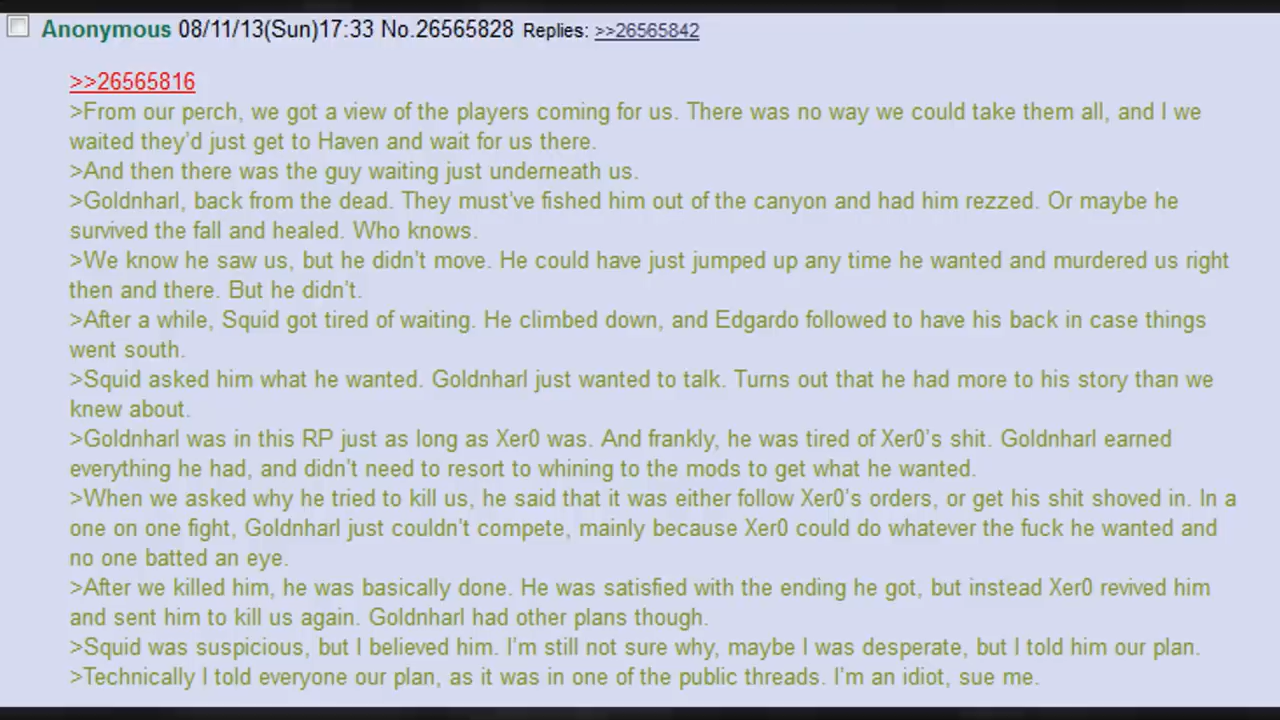 Anonymous 08/11/13(Sun)17:33 No.26565828 Replies: >>26565842
>>26565816
>From our perch, we got a view of the players coming for us. There was no way we could take them all, and I we
waited they'd just get to Haven and wait for us there.
>And then there was the guy waiting just underneath us.
>Goldnharl, back from the dead. They must've fished him out of the canyon and had him rezzed. Or maybe he
survived the fall and healed. Who knows.
>We know he saw us, but he didn't move. He could have just jumped up any time he wanted and murdered us right
then and there. But he didn't.
>After a while, Squid got tired of waiting. He climbed down, and Edgardo followed to have his back in case things
went south.
>Squid asked him what he wanted. Goldnharl just wanted to talk. Turns out that he had more to his story than we
knew about.
>Goldnharl was in this RP just as long as Xer0 was. And frankly, he was tired of Xer0's shit. Goldnharl earned
everything he had, and didn't need to resort to whining to the mods to get what he wanted.
>When we asked why he tried to kill us, he said that it was either follow Xer0's orders, or get his shit shoved in. In a
one on one fight, Goldnharl just couldn't compete, mainly because Xer0 could do whatever the fuck he wanted and
no one batted an eye.
>After we killed him, he was basically done. He was satisfied with the ending he got, but instead Xer0 revived him
and sent him to kill us again. Goldnharl had other plans though.
>Squid was suspicious, but I believed him. I'm still not sure why, maybe I was desperate, but I told him our plan.
>Technically I told everyone our plan, as it was in one of the public threads. I'm an idiot, sue me.